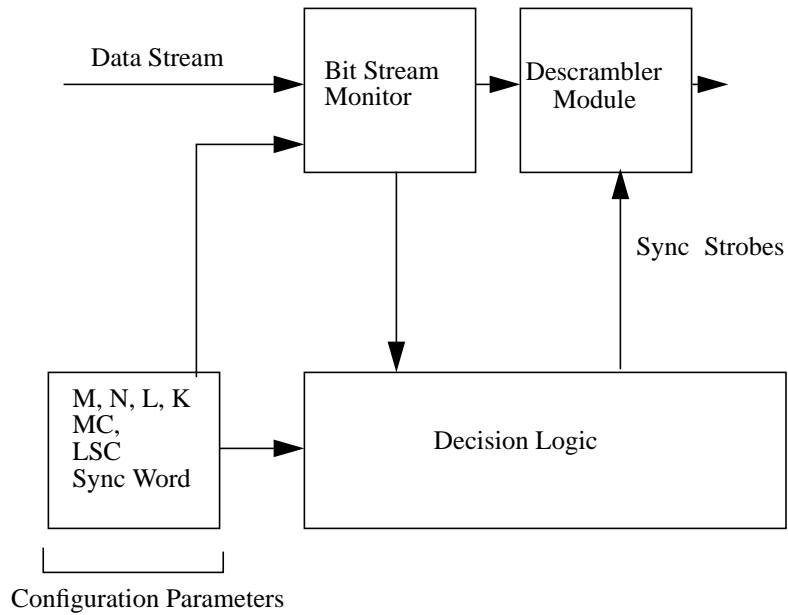 Data Stream
Bit Stream
Monitor
Descrambler
Module
Sync Strobes
M, N, L, K
MC,
LSC
Sync Word
Decision Logic
Configuration Parameters